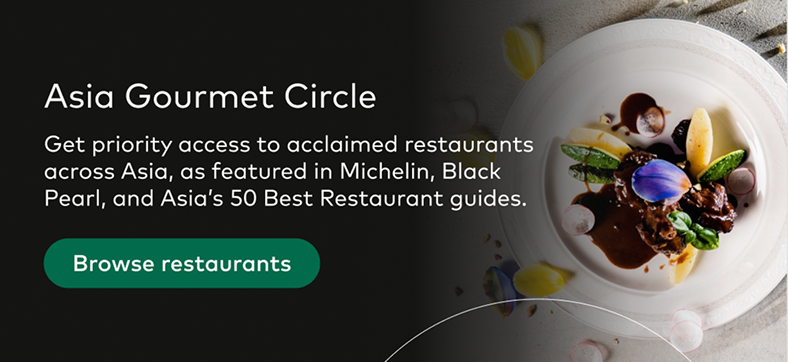 Asia Gourmet Circle
Get priority access to acclaimed restaurants
across Asia, as featured in Michelin, Black
Pearl, and Asia’s 50 Best Restaurant guides.
Browse restaurants